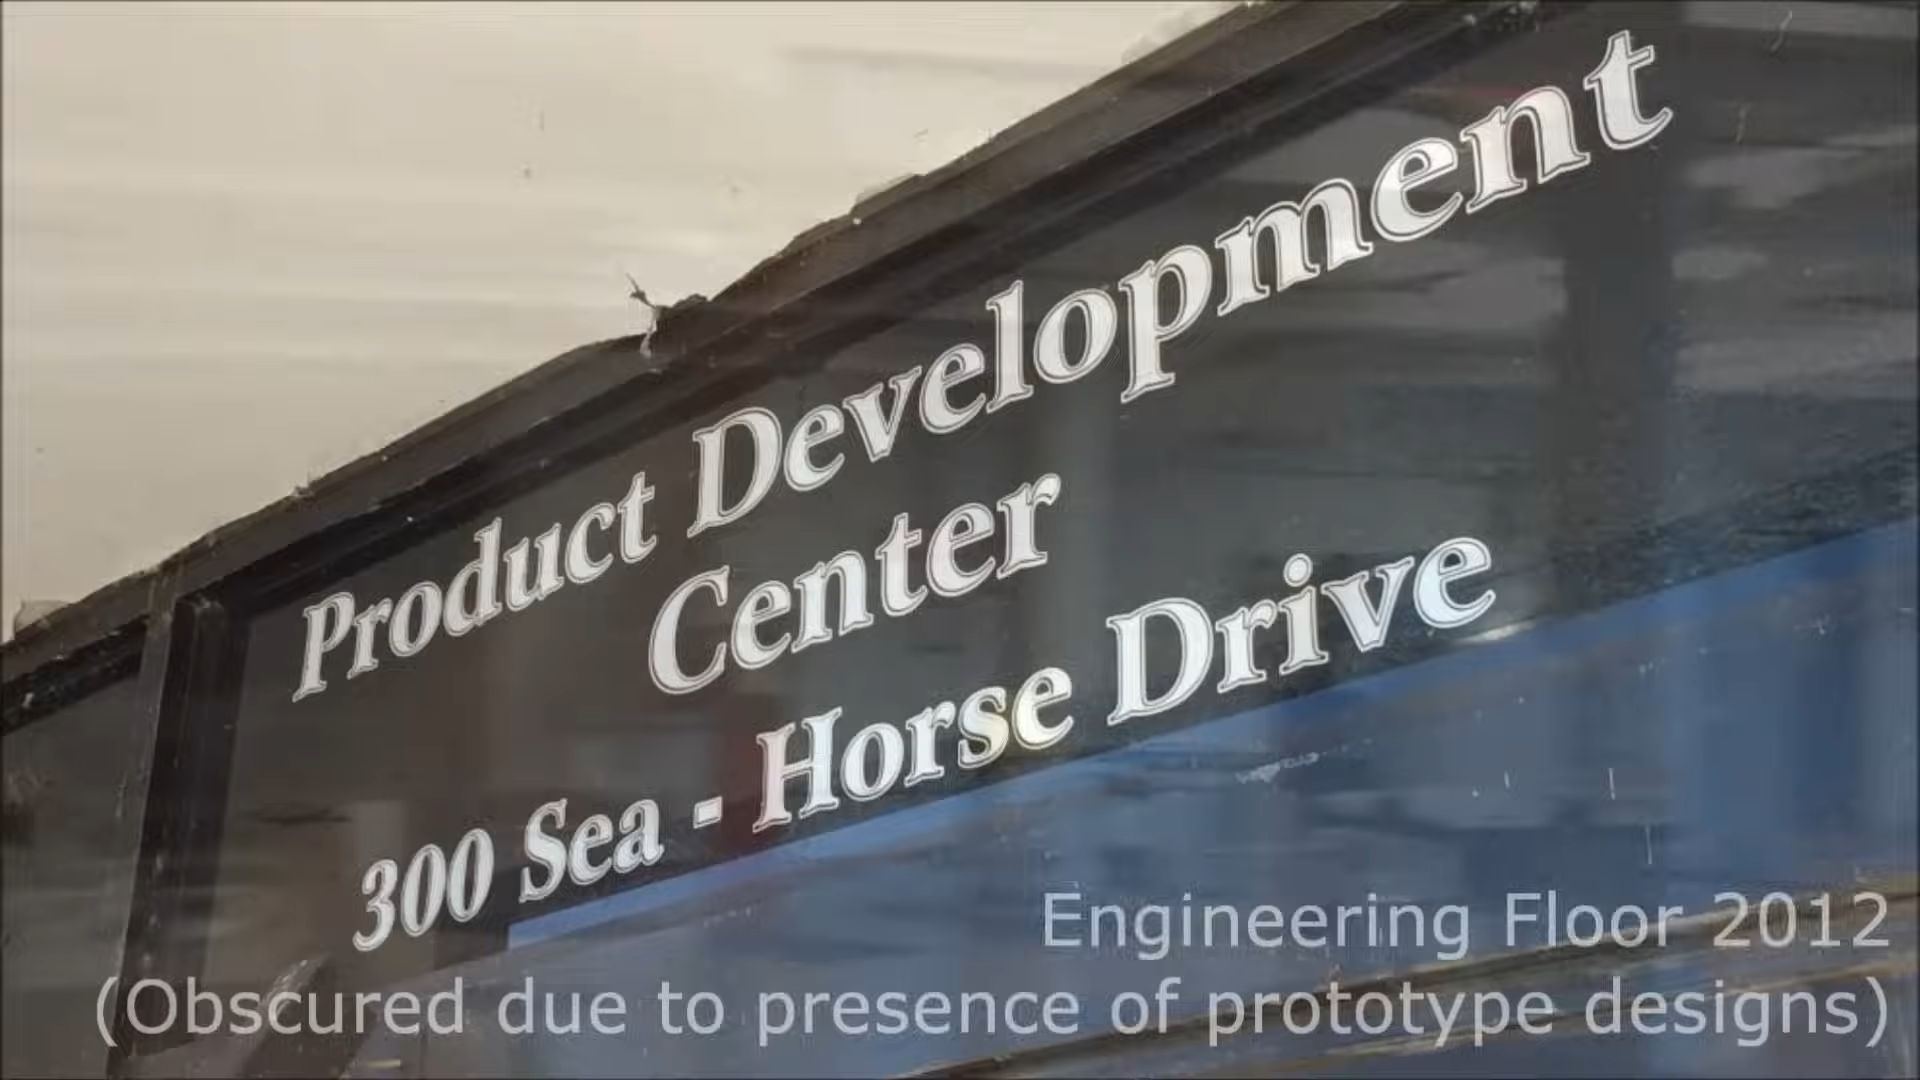 Product Development
Center
300 Sea - Horse Drive
Engineering Floor 2012
(Obscured due to presence of prototype designs)